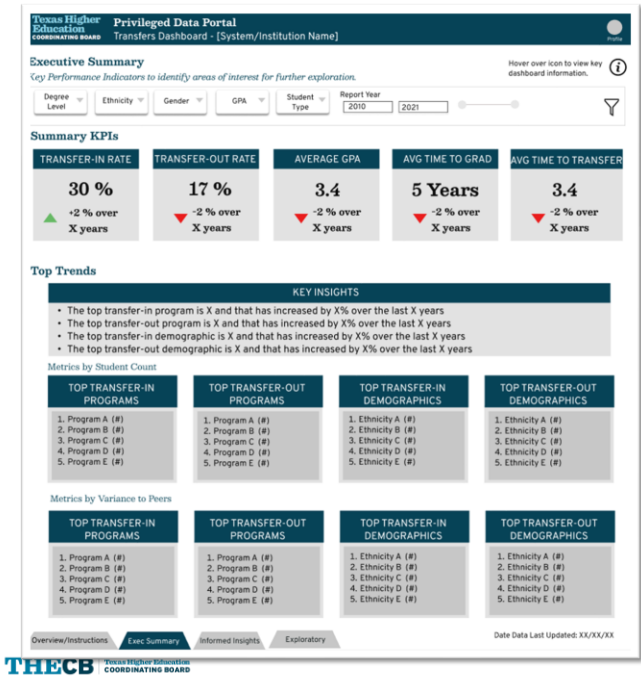 Texas Higher
Education
COORDINATING BOARD
Privileged Data Portal
Transfers Dashboard - [System/Institution Name]
Profile
Executive Summary
Key Performance Indicators to identify areas of interest for further exploration.
Hover over icon to view key
dashboard information.
i
Degree
Level
Ethnicity
Gender
GPA
Student
Type
Report Year
2010
2021
Summary KPIs
TRANSFER-IN RATE
30 %
+2 % over
X years
TRANSFER-OUT RATE
17 %
-2 % over
X years
AVERAGE GPA
3.4
-2 % over
X years
AVG TIME TO GRAD
5 Years
-2 % over
X years
AVG TIME TO TRANSFER
3.4
-2 % over
X years
Top Trends
KEY INSIGHTS
• The top transfer-in program is X and that has increased by X% over the last X years
• The top transfer-out program is X and that has increased by X% over the last X years
• The top transfer-in demographic is X and that has increased by X% over the last X years
• The top transfer-out demographic is X and that has increased by X% over the last X years
Metrics by Student Count
TOP TRANSFER-IN
PROGRAMS
1. Program A (#)
2. Program B (#)
3. Program C (#)
4. Program D (#)
5. Program E (#)
TOP TRANSFER-OUT
PROGRAMS
1. Program A (#)
2. Program B (#)
3. Program C (#)
4. Program D (#)
5. Program E (#)
TOP TRANSFER-IN
DEMOGRAPHICS
1. Ethnicity A (#)
2. Ethnicity B (#)
3. Ethnicity C (#)
4. Ethnicity D (#)
5. Ethnicity E (#)
TOP TRANSFER-OUT
DEMOGRAPHICS
1. Ethnicity A (#)
2. Ethnicity B (#)
3. Ethnicity C (#)
4. Ethnicity D (#)
5. Ethnicity E (#)
Metrics by Variance to Peers
TOP TRANSFER-IN
PROGRAMS
1. Program A (#)
2. Program B (#)
3. Program C (#)
4. Program D (#)
5. Program E (#)
TOP TRANSFER-OUT
PROGRAMS
1. Program A (#)
2. Program B (#)
3. Program C (#)
4. Program D (#)
5. Program E (#)
TOP TRANSFER-IN
DEMOGRAPHICS
1. Ethnicity A (#)
2. Ethnicity B (#)
3. Ethnicity C (#)
4. Ethnicity D (#)
5. Ethnicity E (#)
TOP TRANSFER-OUT
DEMOGRAPHICS
1. Ethnicity A (#)
2. Ethnicity B (#)
3. Ethnicity C (#)
4. Ethnicity D (#)
5. Ethnicity E (#)
Overview/Instructions
Exec Summary
Informed Insights
Exploratory
Date Data Last Updated: XX/XX/XX
THECB
Texas Higher Education
COORDINATING BOARD